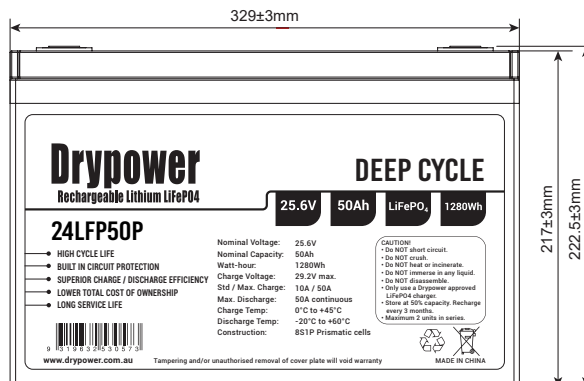 329±3mm
Drypower
Rechargeable Lithium LiFePO4
DEEP CYCLE
25.6V 50Ah LiFePO₄ 1280Wh
24LFP50P
HIGH CYCLE LIFE
BUILT IN CIRCUIT PROTECTION
SUPERIOR CHARGE / DISCHARGE EFFICIENCY
LOWER TOTAL COST OF OWNERSHIP
LONG SERVICE LIFE
Nominal Voltage: 25.6V
Nominal Capacity: 50Ah
Watt-hour: 1280Wh
Charge Voltage: 29.2V max.
Std / Max. Charge: 10A / 50A
Max. Discharge: 50A continuous
Charge Temp: 0°C to +45°C
Discharge Temp: -20°C to +60°C
Construction: 8S1P Prismatic cells
CAUTION!
• Do NOT short circuit.
• Do NOT crush.
• Do NOT heat or incinerate.
• Do NOT immerse in any liquid.
• Do NOT disassemble.
• Only use a Drypower approved
LiFePO4 charger.
• Store at 50% capacity. Recharge
every 3 months.
• Maximum 2 units in series.
9 319632 530573
www.drypower.com.au
Tampering and/or unauthorised removal of cover plate will void warranty
MADE IN CHINA
217±3mm
222.5±3mm